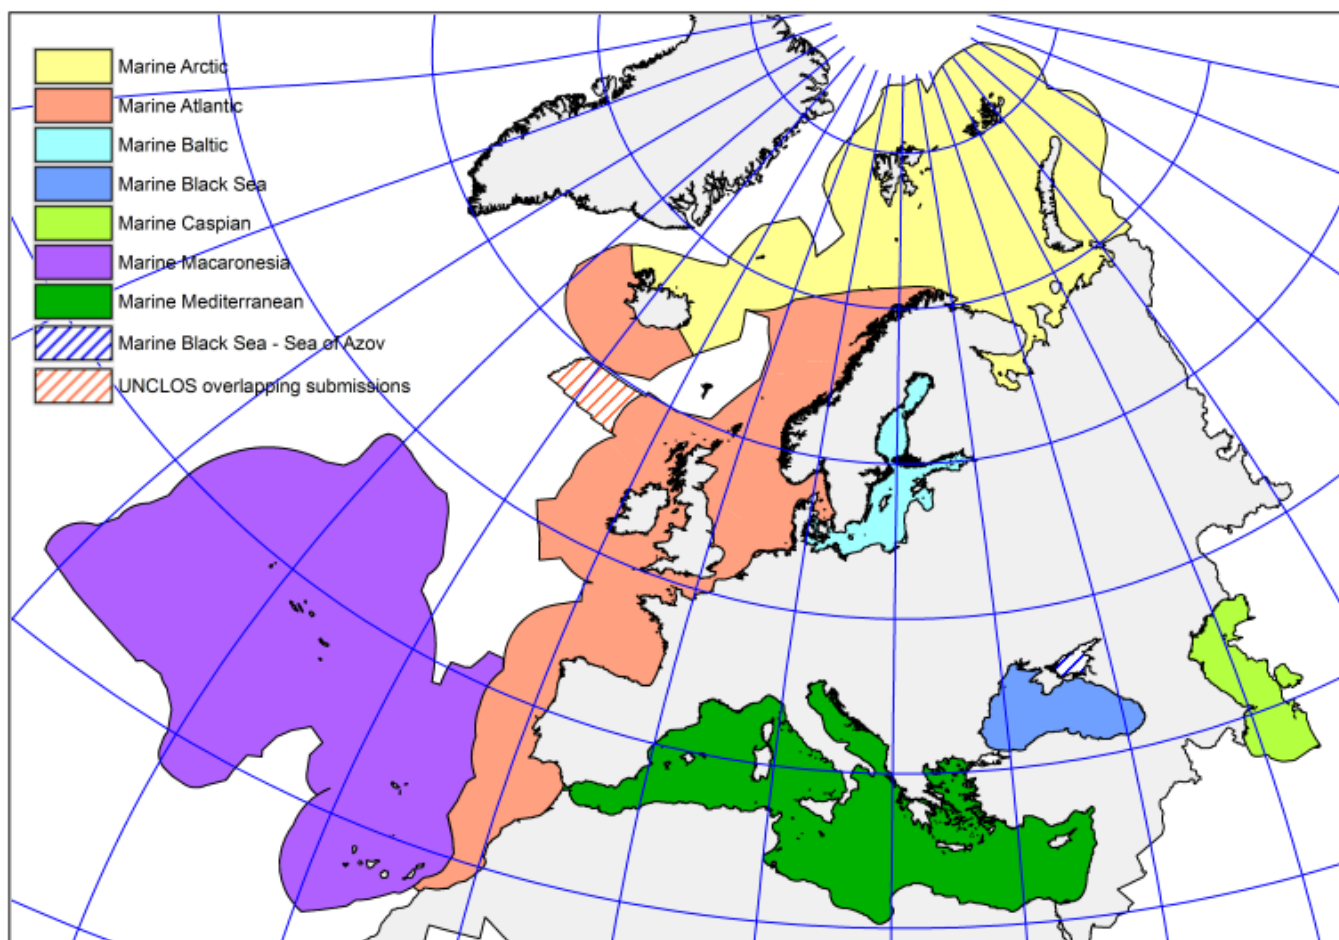 Marine Arctic
Marine Atlantic
Marine Baltic
Marine Black Sea
Marine Caspian
Marine Macaronesia
Marine Mediterranean
Marine Black Sea - Sea of Azov
UNCLOS overlapping submissions